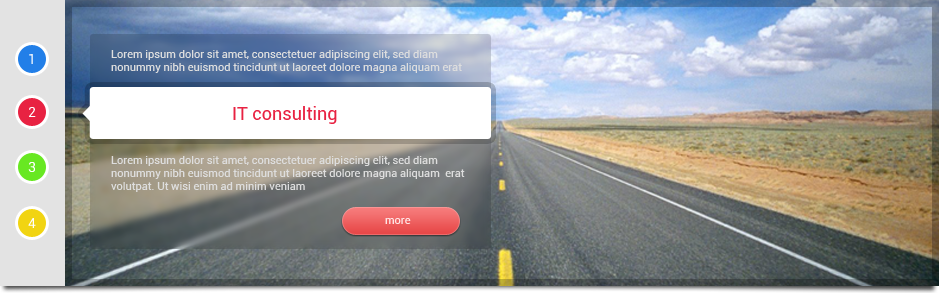 1
Lorem ipsum dolor sit amet, consectetuer adipiscing elit, sed diam
nonummy nibh euismod tincidunt ut laoreet dolore magna aliquam erat
2
IT consulting
3
Lorem ipsum dolor sit amet, consectetuer adipiscing elit, sed diam
nonummy nibh euismod tincidunt ut laoreet dolore magna aliquam erat
volutpat. Ut wisi enim ad minim veniam
4
more